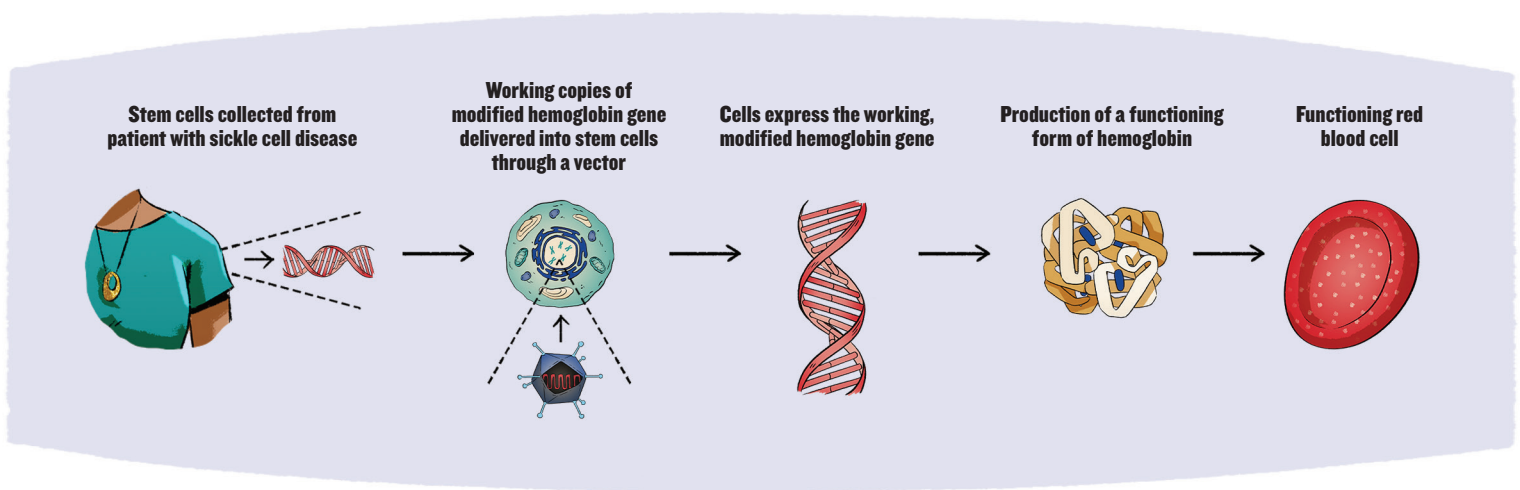 Stem cells collected from
patient with sickle cell disease
Working copies of
modified hemoglobin gene
delivered into stem cells
through a vector
Cells express the working,
modified hemoglobin gene
Production of a functioning
form of hemoglobin
Functioning red
blood cell